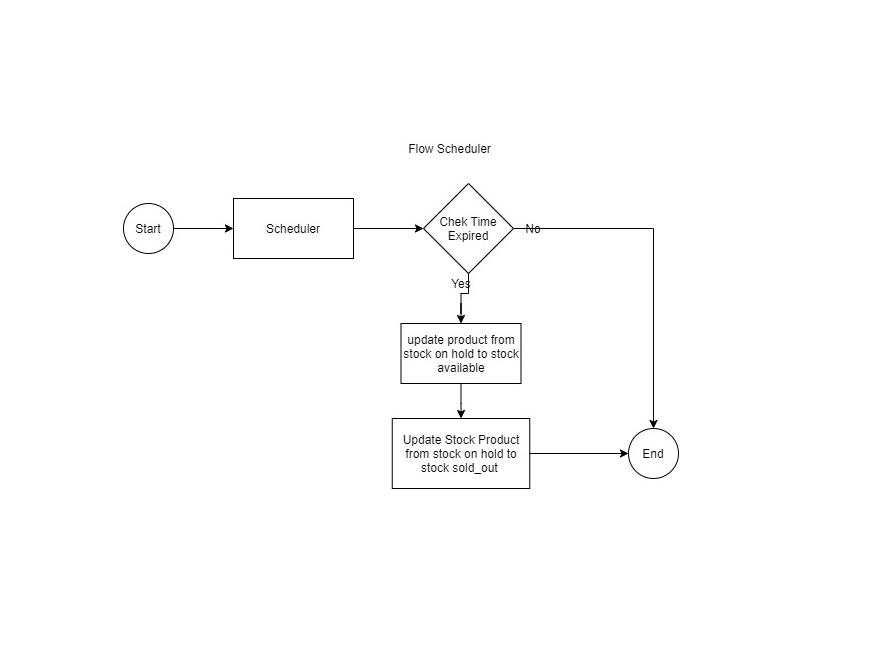 Flow Scheduler
Start
Scheduler
Chek Time
Expired
No
Yes
update product from
stock on hold to stock
available
Update Stock Product
from stock on hold to
stock sold_out
End